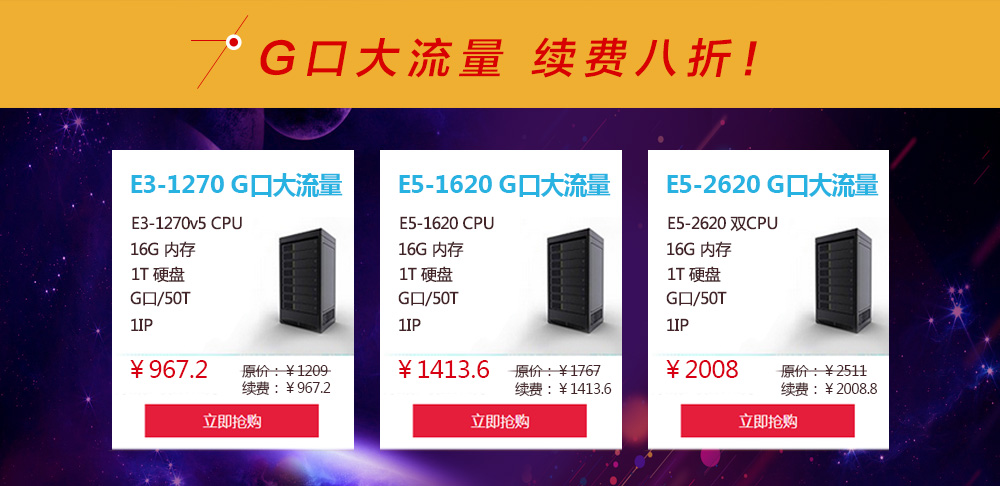 G口大流量 续费八折!
E3-1270 G口大流量
E3-1270v5 CPU
16G 内存
1T 硬盘
G口/50T
1IP
¥967.2
原价：¥1209
续费：¥967.2
立即抢购
E5-1620 G口大流量
E5-1620 CPU
16G 内存
1T 硬盘
G口/50T
1IP
¥1413.6
原价：¥1767
续费：¥1413.6
立即抢购
E5-2620 G口大流量
E5-2620 双CPU
16G 内存
1T 硬盘
G口/50T
1IP
¥2008
原价：¥2511
续费：¥2008.8
立即抢购